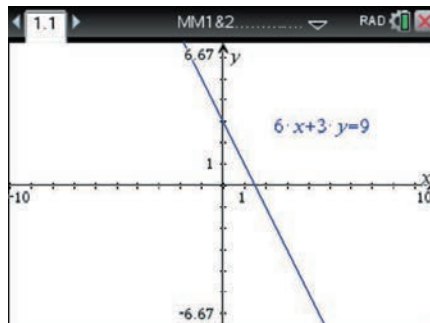 1.1 MM1&2............. RAD
6.67 y
6·x+3·y=9
1
x
-10 1 10
-6.67